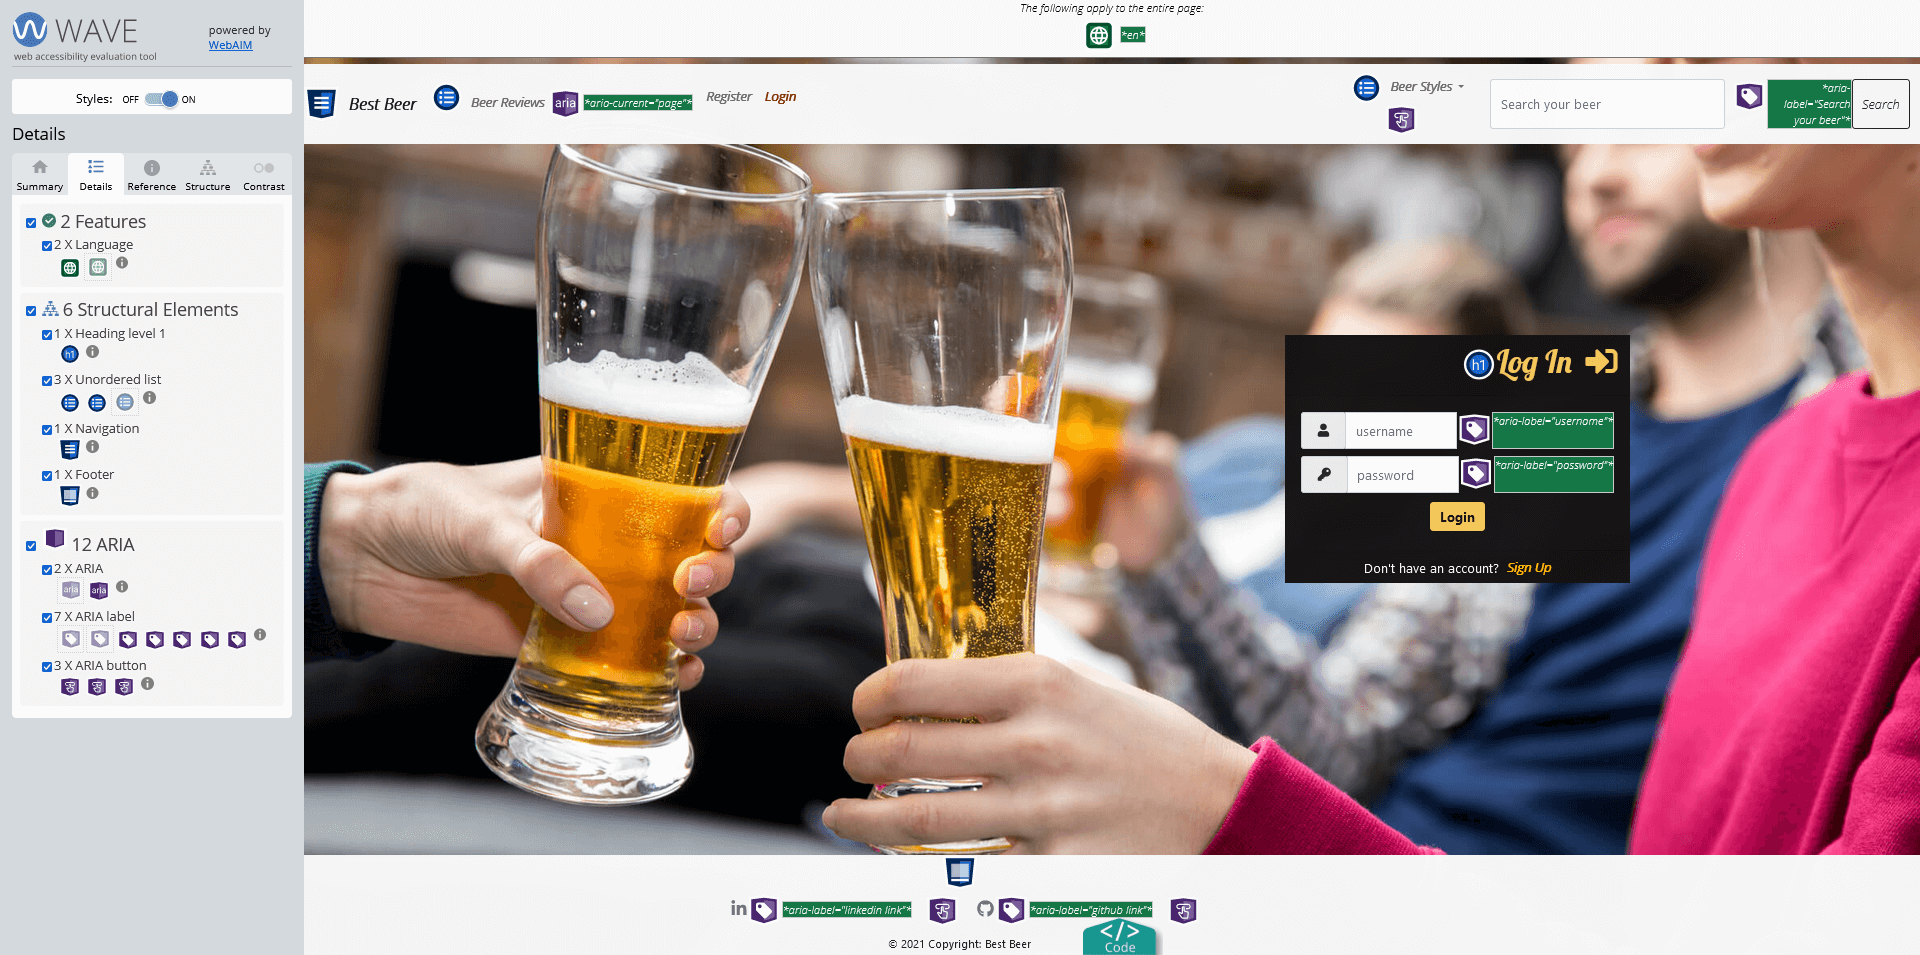 WAVE
web accessibility evaluation tool
powered by
WebAIM
Styles: OFF ON
Details
Summary Details Reference Structure Contrast
2 Features
2 X Language
6 Structural Elements
1 X Heading level 1
h1
3 X Unordered list
1 X Navigation
1 X Footer
12 ARIA
2 X ARIA
aria aria
7 X ARIA label
3 X ARIA button
The following apply to the entire page:
*en*
Best Beer Beer Reviews aria *aria-current="page"* Register Login Beer Styles Search your beer
*aria-
label="Search
your beer"*
Search
h1 Log In
username *aria-label="username"*
password *aria-label="password"*
Login
Don't have an account? Sign Up
in *aria-label="linkedin link"* *aria-label="github link"*
© 2021 Copyright: Best Beer
</>
Code